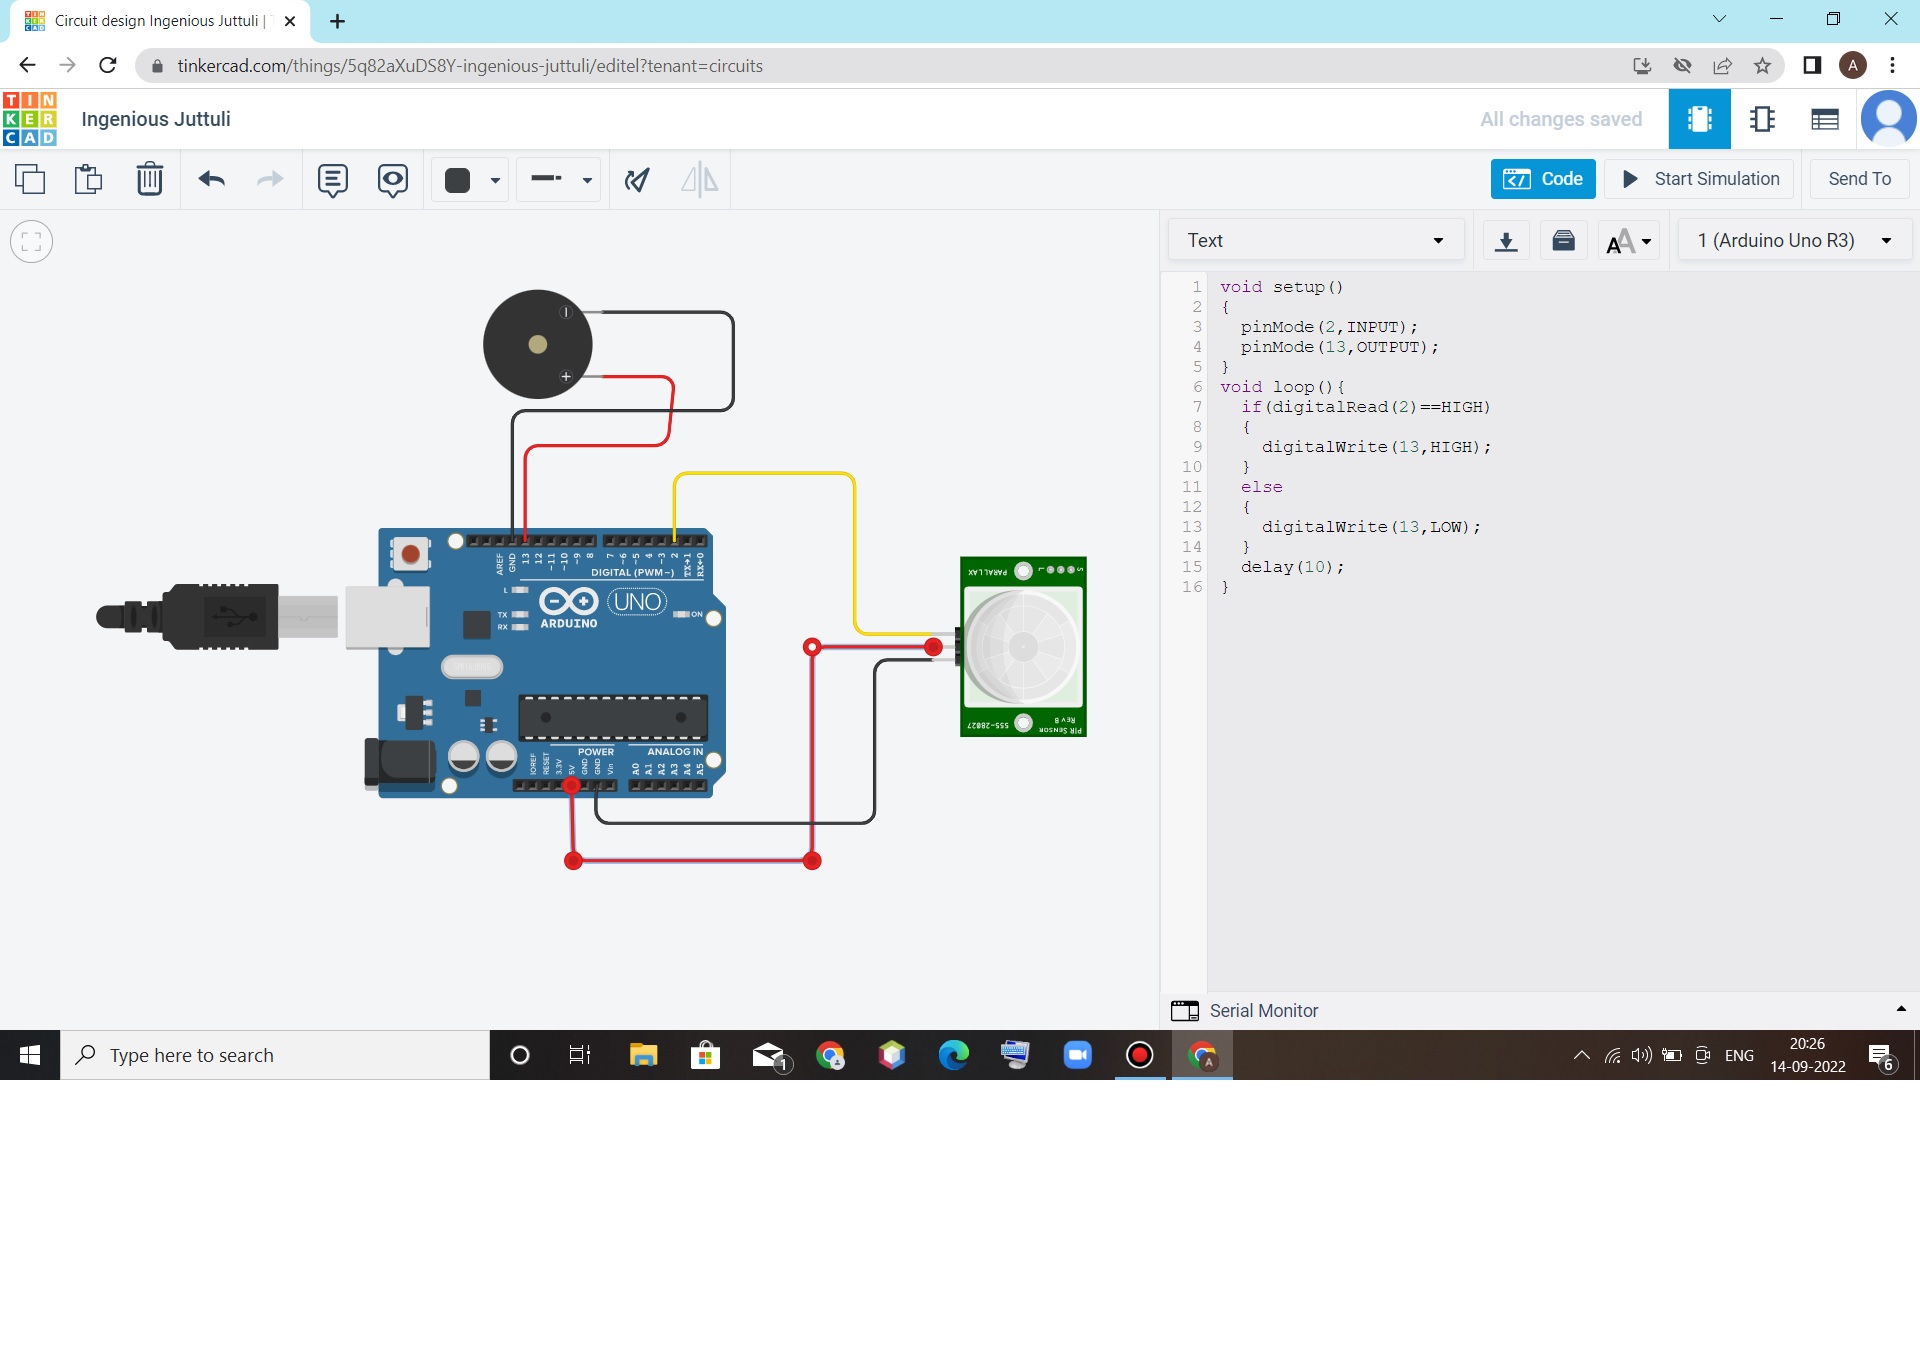 Circuit design Ingenious Juttuli |
tinkercad.com/things/5q82aXuDS8Y-ingenious-juttuli/editel?tenant=circuits
A
TIN
KER
CAD
Ingenious Juttuli
All changes saved
Code
Start Simulation
Send To
Text
1 (Arduino Uno R3)
1 void setup()
2 {
3 pinMode(2,INPUT);
4 pinMode(13,OUTPUT);
5 }
6 void loop(){
7 if(digitalRead(2)==HIGH)
8 {
9 digitalWrite(13,HIGH);
10 }
11 else
12 {
13 digitalWrite(13,LOW);
14 }
15 delay(10);
16 }
AREF
GND
13
12
~11
~10
~9
8
7
~6
~5
4
~3
2
TX→1
RX←0
DIGITAL (PWM~)
L
TX
RX
ARDUINO
UNO
ON
POWER
ANALOG IN
IOREF
RESET
3.3V
5V
GND
GND
Vin
A0
A1
A2
A3
A4
A5
PARALLAX
PIR SENSOR
REV B
555-28027
Serial Monitor
Type here to search
1
A
ENG
20:26
14-09-2022
6